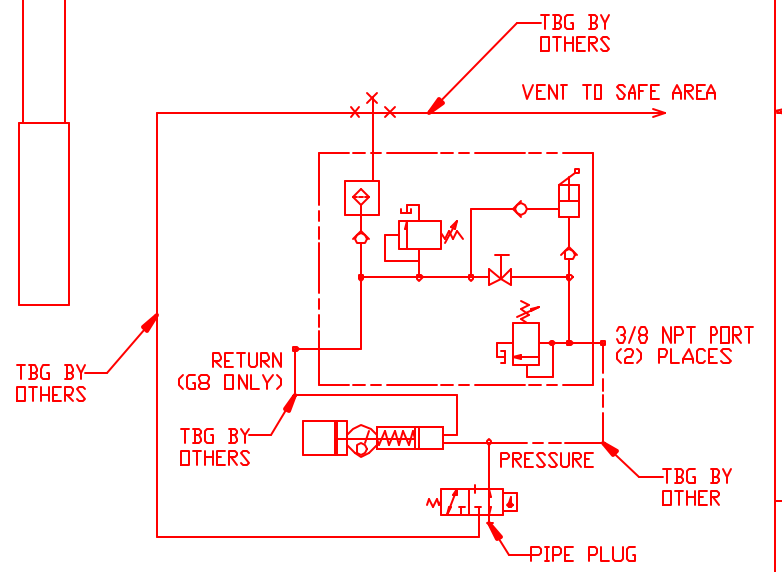 TBG BY
OTHERS
VENT TO SAFE AREA
3/8 NPT PORT
(2) PLACES
RETURN
(G8 ONLY)
TBG BY
OTHERS
TBG BY
OTHERS
PRESSURE
TBG BY
OTHER
PIPE PLUG